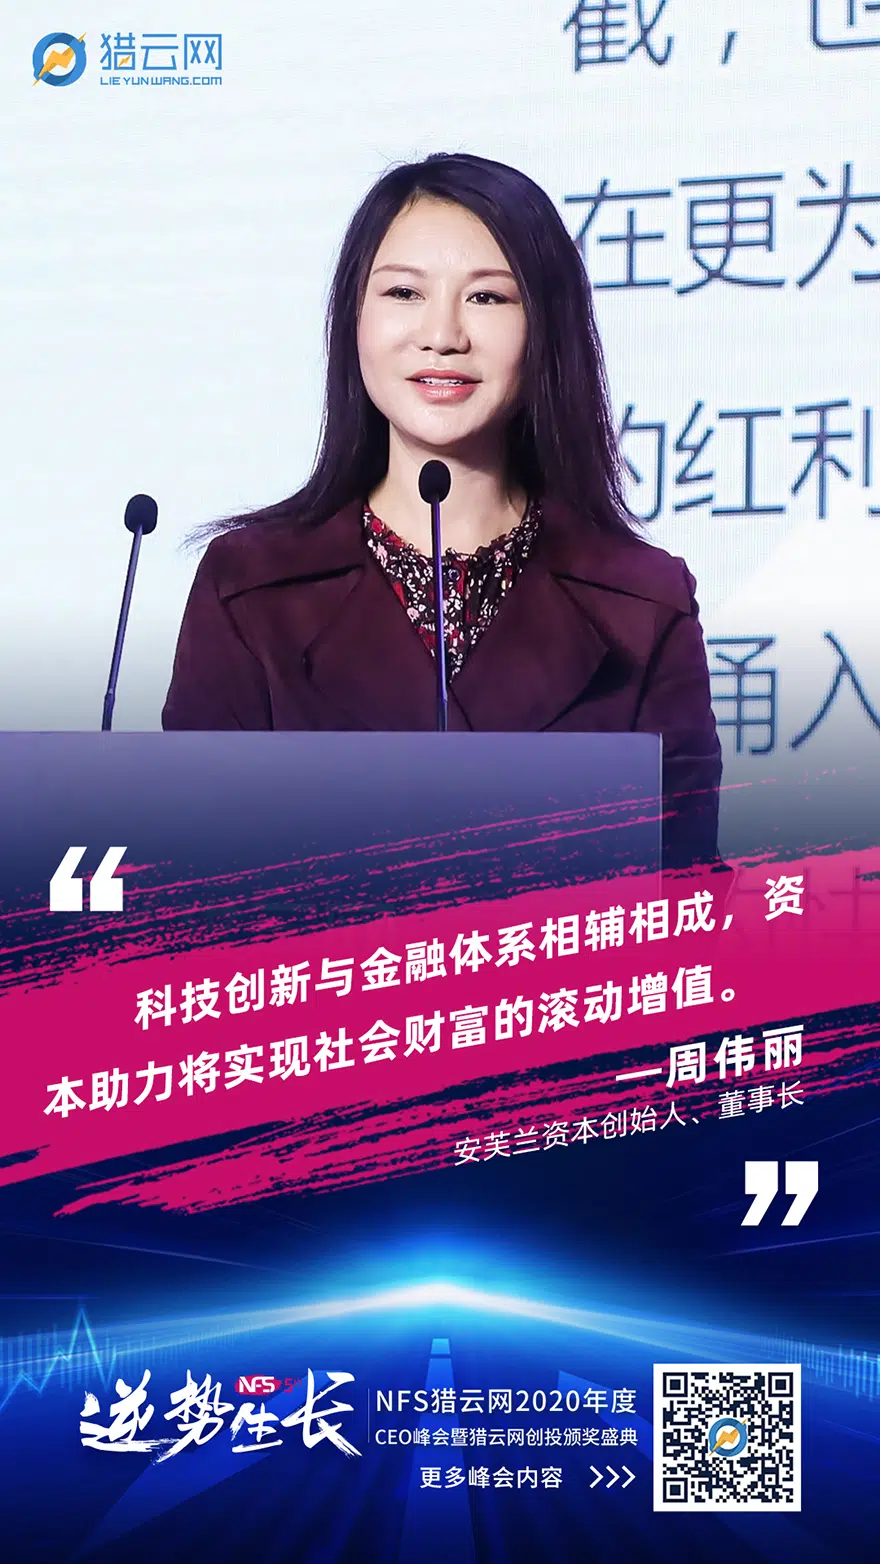 猎云网
LIEYUNWANG.COM
戳，也
在更为
的红利
涌入
“
科技创新与金融体系相辅相成，资
本助力将实现社会财富的滚动增值。
—周伟丽
安芙兰资本创始人、董事长
”
逆势生长
NFS
NFS猎云网2020年度
CEO峰会暨猎云网创投颁奖盛典
更多峰会内容 >>>